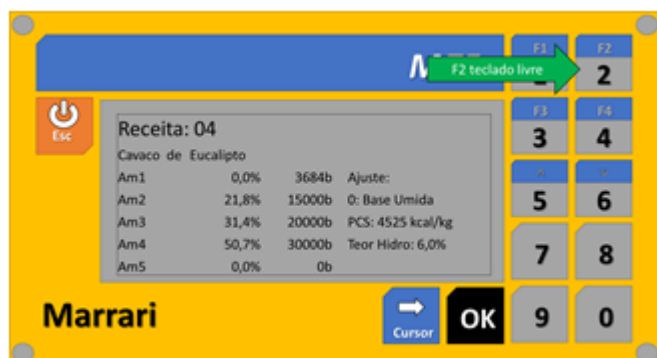 F1
F2
F2 teclado livre
2
Esc
F3
F4
3
4
Receita: 04
Cavaco de Eucalipto
Am1 0,0% 3684b Ajuste:
Am2 21,8% 15000b 0: Base Umida
Am3 31,4% 20000b PCS: 4525 kcal/kg
Am4 50,7% 30000b Teor Hidro: 6,0%
Am5 0,0% 0b
5
6
7
8
Marrari
Cursor
OK
9
0